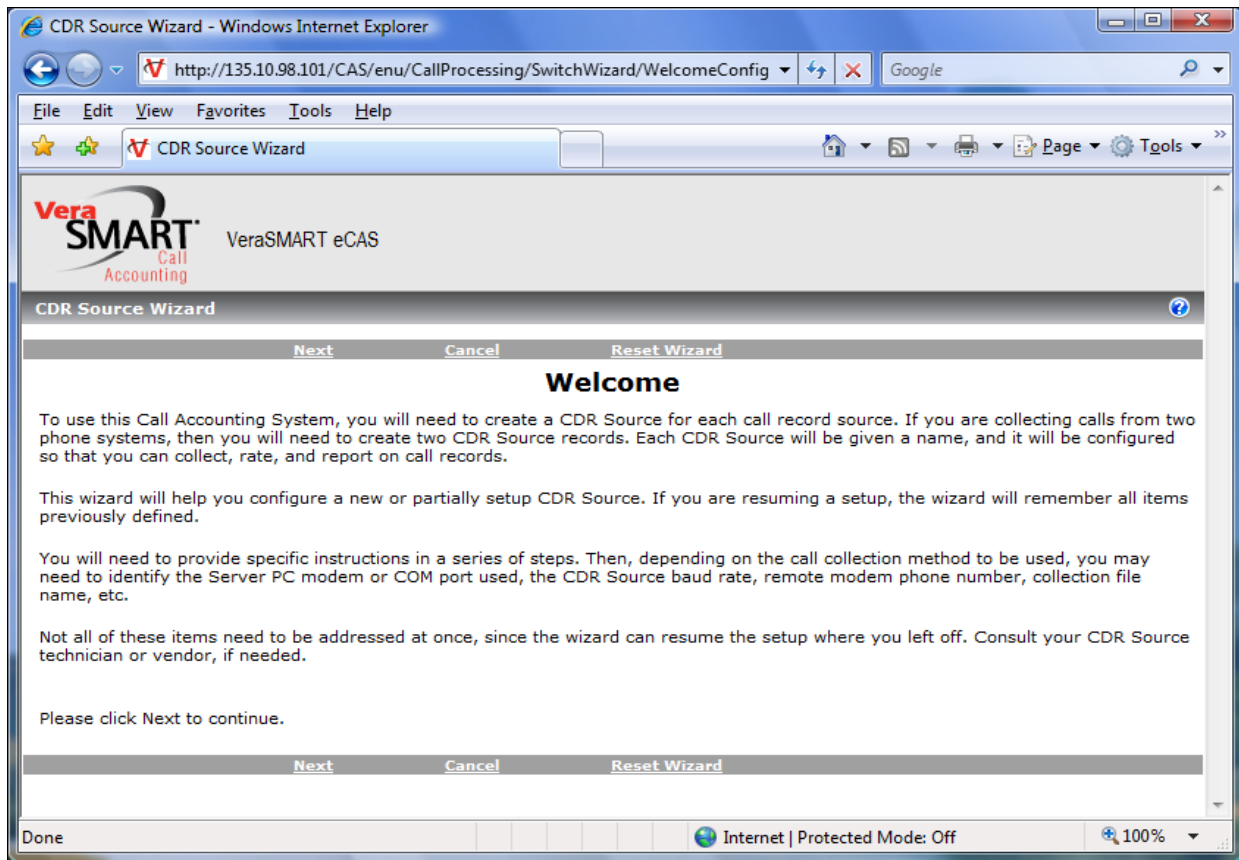 CDR Source Wizard - Windows Internet Explorer
http://135.10.98.101/CAS/enu/CallProcessing/SwitchWizard/WelcomeConfig
Google
File Edit View Favorites Tools Help
CDR Source Wizard
Page Tools
Vera
SMART
Call
Accounting
VeraSMART eCAS
CDR Source Wizard
Next Cancel Reset Wizard
Welcome
To use this Call Accounting System, you will need to create a CDR Source for each call record source. If you are collecting calls from two
phone systems, then you will need to create two CDR Source records. Each CDR Source will be given a name, and it will be configured
so that you can collect, rate, and report on call records.
This wizard will help you configure a new or partially setup CDR Source. If you are resuming a setup, the wizard will remember all items
previously defined.
You will need to provide specific instructions in a series of steps. Then, depending on the call collection method to be used, you may
need to identify the Server PC modem or COM port used, the CDR Source baud rate, remote modem phone number, collection file
name, etc.
Not all of these items need to be addressed at once, since the wizard can resume the setup where you left off. Consult your CDR Source
technician or vendor, if needed.
Please click Next to continue.
Next Cancel Reset Wizard
Done
Internet | Protected Mode: Off
100%